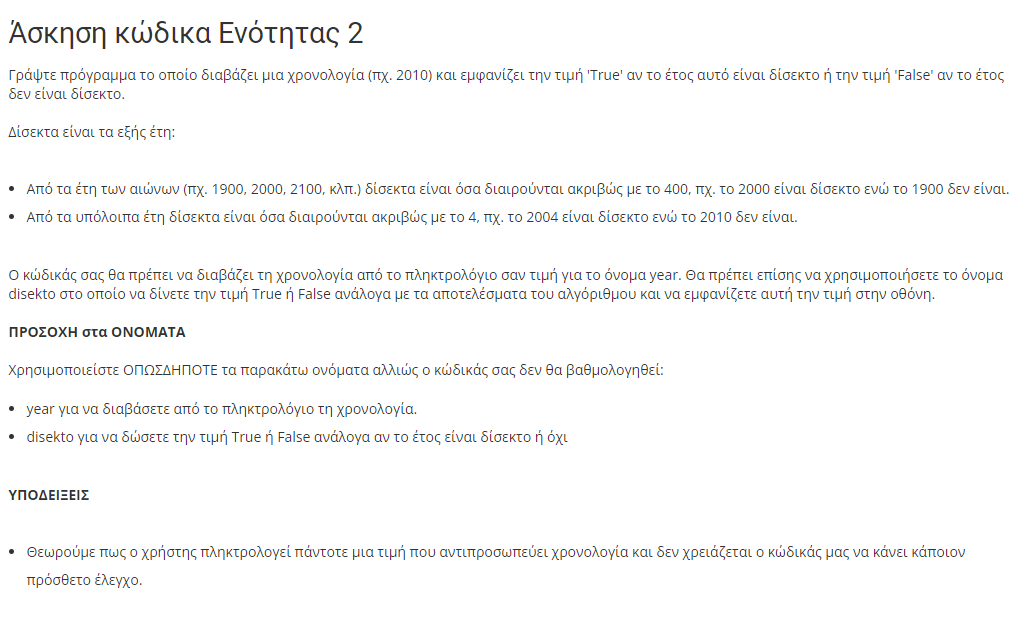 Άσκηση κώδικα Ενότητας 2
Γράψτε πρόγραμμα το οποίο διαβάζει μια χρονολογία (πχ. 2010) και εμφανίζει την τιμή 'True' αν το έτος αυτό είναι δίσεκτο ή την τιμή 'False' αν το έτος
δεν είναι δίσεκτο.
Δίσεκτα είναι τα εξής έτη:
• Από τα έτη των αιώνων (πχ. 1900, 2000, 2100, κλπ.) δίσεκτα είναι όσα διαιρούνται ακριβώς με το 400, πχ. το 2000 είναι δίσεκτο ενώ το 1900 δεν είναι.
• Από τα υπόλοιπα έτη δίσεκτα είναι όσα διαιρούνται ακριβώς με το 4, πχ. το 2004 είναι δίσεκτο ενώ το 2010 δεν είναι.
Ο κώδικάς σας θα πρέπει να διαβάζει τη χρονολογία από το πληκτρολόγιο σαν τιμή για το όνομα year. Θα πρέπει επίσης να χρησιμοποιήσετε το όνομα
disekto στο οποίο να δίνετε την τιμή True ή False ανάλογα με τα αποτελέσματα του αλγόριθμου και να εμφανίζετε αυτή την τιμή στην οθόνη.
ΠΡΟΣΟΧΗ στα ΟΝΟΜΑΤΑ
Χρησιμοποιείστε ΟΠΩΣΔΗΠΟΤΕ τα παρακάτω ονόματα αλλιώς ο κώδικάς σας δεν θα βαθμολογηθεί:
• year για να διαβάσετε από το πληκτρολόγιο τη χρονολογία.
• disekto για να δώσετε την τιμή True ή False ανάλογα αν το έτος είναι δίσεκτο ή όχι
ΥΠΟΔΕΙΞΕΙΣ
• Θεωρούμε πως ο χρήστης πληκτρολογεί πάντοτε μια τιμή που αντιπροσωπεύει χρονολογία και δεν χρειάζεται ο κώδικάς μας να κάνει κάποιον
πρόσθετο έλεγχο.